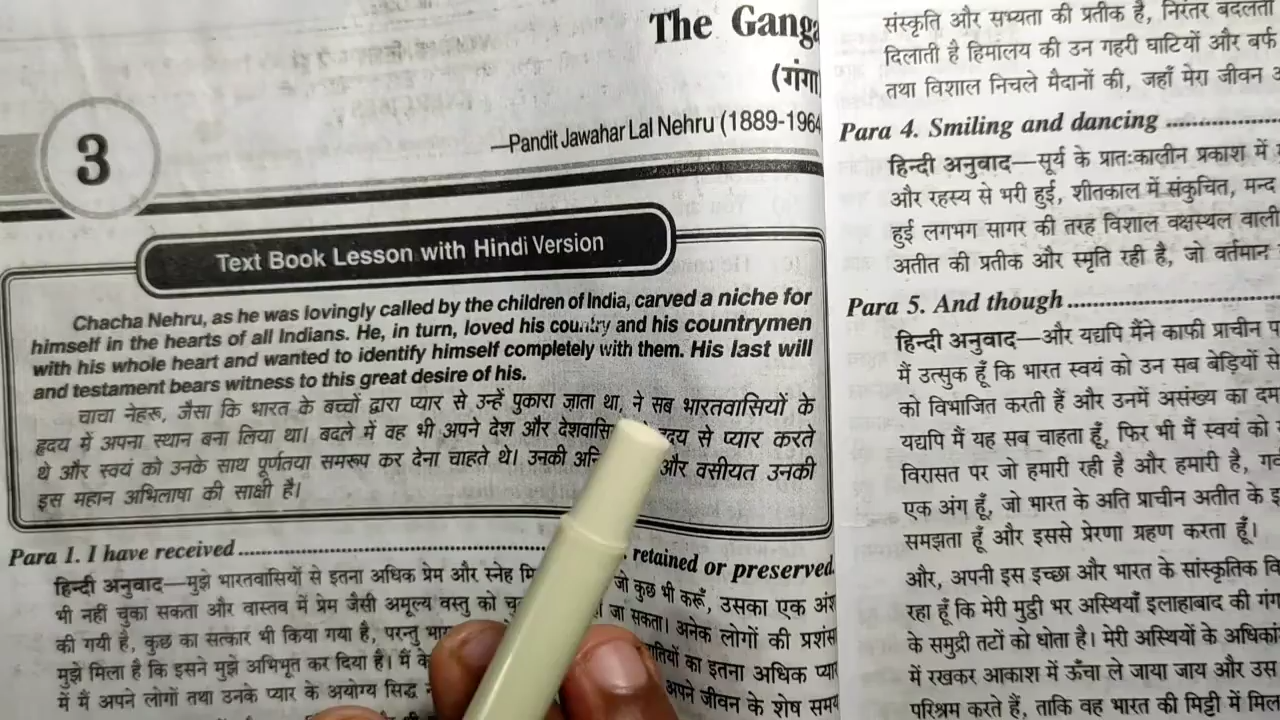 The Ganga
(गंगा)
3
—Pandit Jawahar Lal Nehru (1889-1964
Text Book Lesson with Hindi Version
Chacha Nehru, as he was lovingly called by the children of India, carved a niche for
himself in the hearts of all Indians. He, in turn, loved his country and his countrymen
with his whole heart and wanted to identify himself completely with them. His last will
and testament bears witness to this great desire of his.
चाचा नेहरू, जैसा कि भारत के बच्चों द्वारा प्यार से उन्हें पुकारा जाता था, ने सब भारतवासियों के
हृदय में अपना स्थान बना लिया था। बदले में वह भी अपने देश और हृदय से प्यार करते
थे और स्वयं को उनके साथ पूर्णतया समरूप कर देना चाहते थे। उनकी और वसीयत उनकी
इस महान अभिलाषा की साक्षी है।
Para 1. I have received .......... retained or preserved.
हिन्दी अनुवाद—मुझे भारतवासियों से इतना अधिक प्रेम और स्नेह जो कुछ भी करूँ, उसका एक अंश
भी नहीं चुका सकता और वास्तव में प्रेम जैसी अमूल्य वस्तु को जा सकता। अनेक लोगों की प्रशंसा
की गयी है, कुछ का सत्कार भी किया गया है, परन्तु का इतना अधिक प्यार
मुझे मिला है कि इसने मुझे अभिभूत कर दिया है। मैं अपने जीवन के शेष समय
में मैं अपने लोगों तथा उनके प्यार के अयोग्य सिद्ध
संस्कृति और सभ्यता की प्रतीक है, निरंतर बदलती
दिलाती है हिमालय की उन गहरी घाटियों और बर्फ
तथा विशाल निचले मैदानों की, जहाँ मेरा जीवन
Para 4. Smiling and dancing ..........
हिन्दी अनुवाद—सूर्य के प्रातःकालीन प्रकाश में
और रहस्य से भरी हुई, शीतकाल में संकुचित, मन्द
हुई लगभग सागर की तरह विशाल वक्षस्थल वाली
अतीत की प्रतीक और स्मृति रही है, जो वर्तमान
Para 5. And though ..........
हिन्दी अनुवाद—और यद्यपि मैंने काफी प्राचीन
में उत्सुक हूँ कि भारत स्वयं को उन सब बेड़ियों से
को विभाजित करती हैं और उनमें असंख्य का दम
यद्यपि मैं यह सब चाहता हूँ, फिर भी मैं स्वयं को
विरासत पर जो हमारी रही है और हमारी है,
एक अंग हूँ, जो भारत के अति प्राचीन अतीत के
समझता हूँ और इससे प्रेरणा ग्रहण करता हूँ।
और, अपनी इस इच्छा और भारत के सांस्कृतिक
रहा हूँ कि मेरी मुट्ठी भर अस्थियाँ इलाहाबाद की
के समुद्री तटों को धोता है। मेरी अस्थियों के
में रखकर आकाश में ऊँचा ले जाया जाय और उस
परिश्रम करते हैं, ताकि वह भारत की मिट्टी में